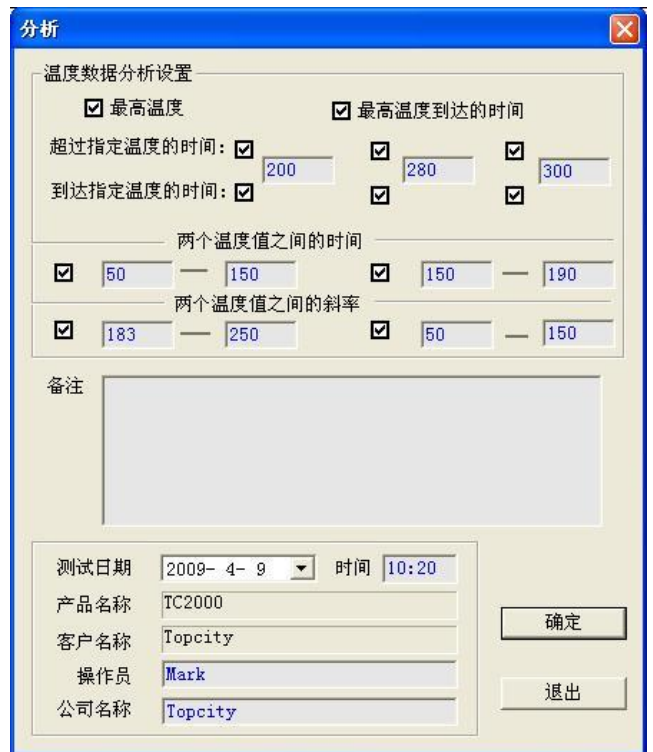 分析
温度数据分析设置
最高温度 最高温度到达的时间
超过指定温度的时间:
200 280 300
到达指定温度的时间:
两个温度值之间的时间
50 — 150 150 — 190
两个温度值之间的斜率
183 — 250 50 — 150
备注
测试日期 2009- 4- 9 时间 10:20
产品名称 TC2000
客户名称 Topcity
操作员 Mark
公司名称 Topcity
确定
退出